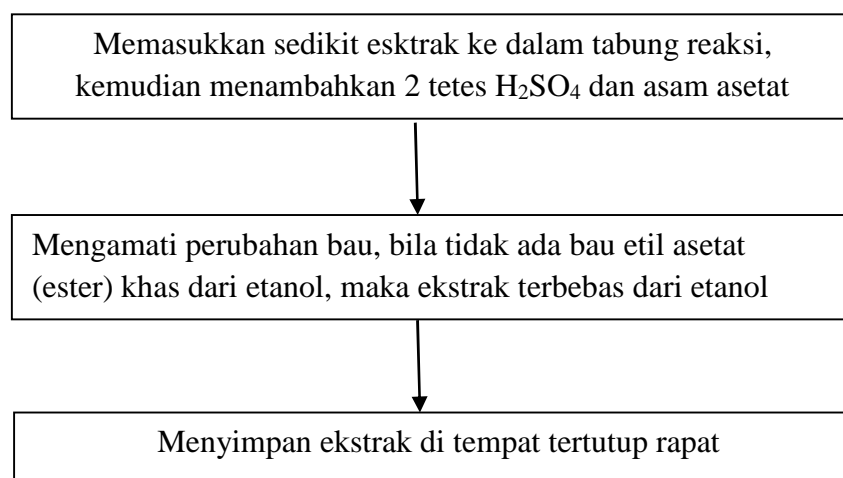 Memasukkan sedikit esktrak ke dalam tabung reaksi,
kemudian menambahkan 2 tetes H₂SO₄ dan asam asetat
Mengamati perubahan bau, bila tidak ada bau etil asetat
(ester) khas dari etanol, maka ekstrak terbebas dari etanol
Menyimpan ekstrak di tempat tertutup rapat